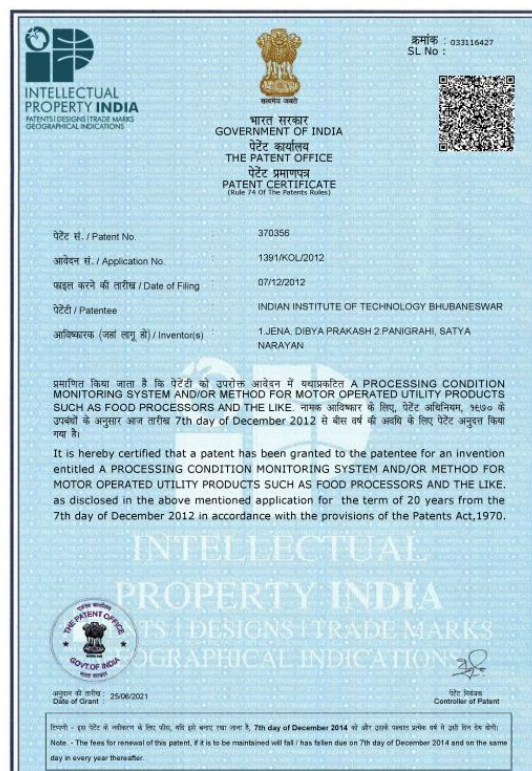 INTELLECTUAL
PROPERTY INDIA
PATENTS | DESIGNS | TRADE MARKS
GEOGRAPHICAL INDICATIONS
सत्यमेव जयते
क्रमांक : 033116427
SL No :
भारत सरकार
GOVERNMENT OF INDIA
पेटेंट कार्यालय
THE PATENT OFFICE
पेटेंट प्रमाणपत्र
PATENT CERTIFICATE
(Rule 74 Of The Patents Rules)
पेटेंट सं. / Patent No. : 370356
आवेदन सं. / Application No. : 1391/KOL/2012
फाइल करने की तारीख / Date of Filing : 07/12/2012
पेटेंटी / Patentee : INDIAN INSTITUTE OF TECHNOLOGY BHUBANESWAR
आविष्कारक (जहां लागू हो) / Inventor(s) : 1.JENA, DIBYA PRAKASH 2.PANIGRAHI, SATYA
NARAYAN
प्रमाणित किया जाता है कि पेटेंटी को उपरोक्त आवेदन में यथाप्रकटित A PROCESSING CONDITION
MONITORING SYSTEM AND/OR METHOD FOR MOTOR OPERATED UTILITY PRODUCTS
SUCH AS FOOD PROCESSORS AND THE LIKE. नामक आविष्कार के लिए, पेटेंट अधिनियम, १९७० के
उपबंधों के अनुसार आज तारीख 7th day of December 2012 से बीस वर्ष की अवधि के लिए पेटेंट अनुदत्त किया
गया है।
It is hereby certified that a patent has been granted to the patentee for an invention
entitled A PROCESSING CONDITION MONITORING SYSTEM AND/OR METHOD FOR
MOTOR OPERATED UTILITY PRODUCTS SUCH AS FOOD PROCESSORS AND THE LIKE.
as disclosed in the above mentioned application for the term of 20 years from the
7th day of December 2012 in accordance with the provisions of the Patents Act,1970.
INTELLECTUAL
PROPERTY INDIA
PATENTS | DESIGNS | TRADE MARKS
GEOGRAPHICAL INDICATIONS
THE PATENT OFFICE
GOVT. OF INDIA
अनुदान की तारीख :
Date of Grant : 25/06/2021
पेटेंट नियंत्रक
Controller of Patent
टिप्पणी - इस पेटेंट के नवीकरण के लिए फीस, यदि इसे बनाए रखा जाना है, 7th day of December 2014 को और उसके पश्चात प्रत्येक वर्ष में उसी दिन देय होगी।
Note. - The fees for renewal of this patent, if it is to be maintained will fall / has fallen due on 7th day of December 2014 and on the same
day in every year thereafter.